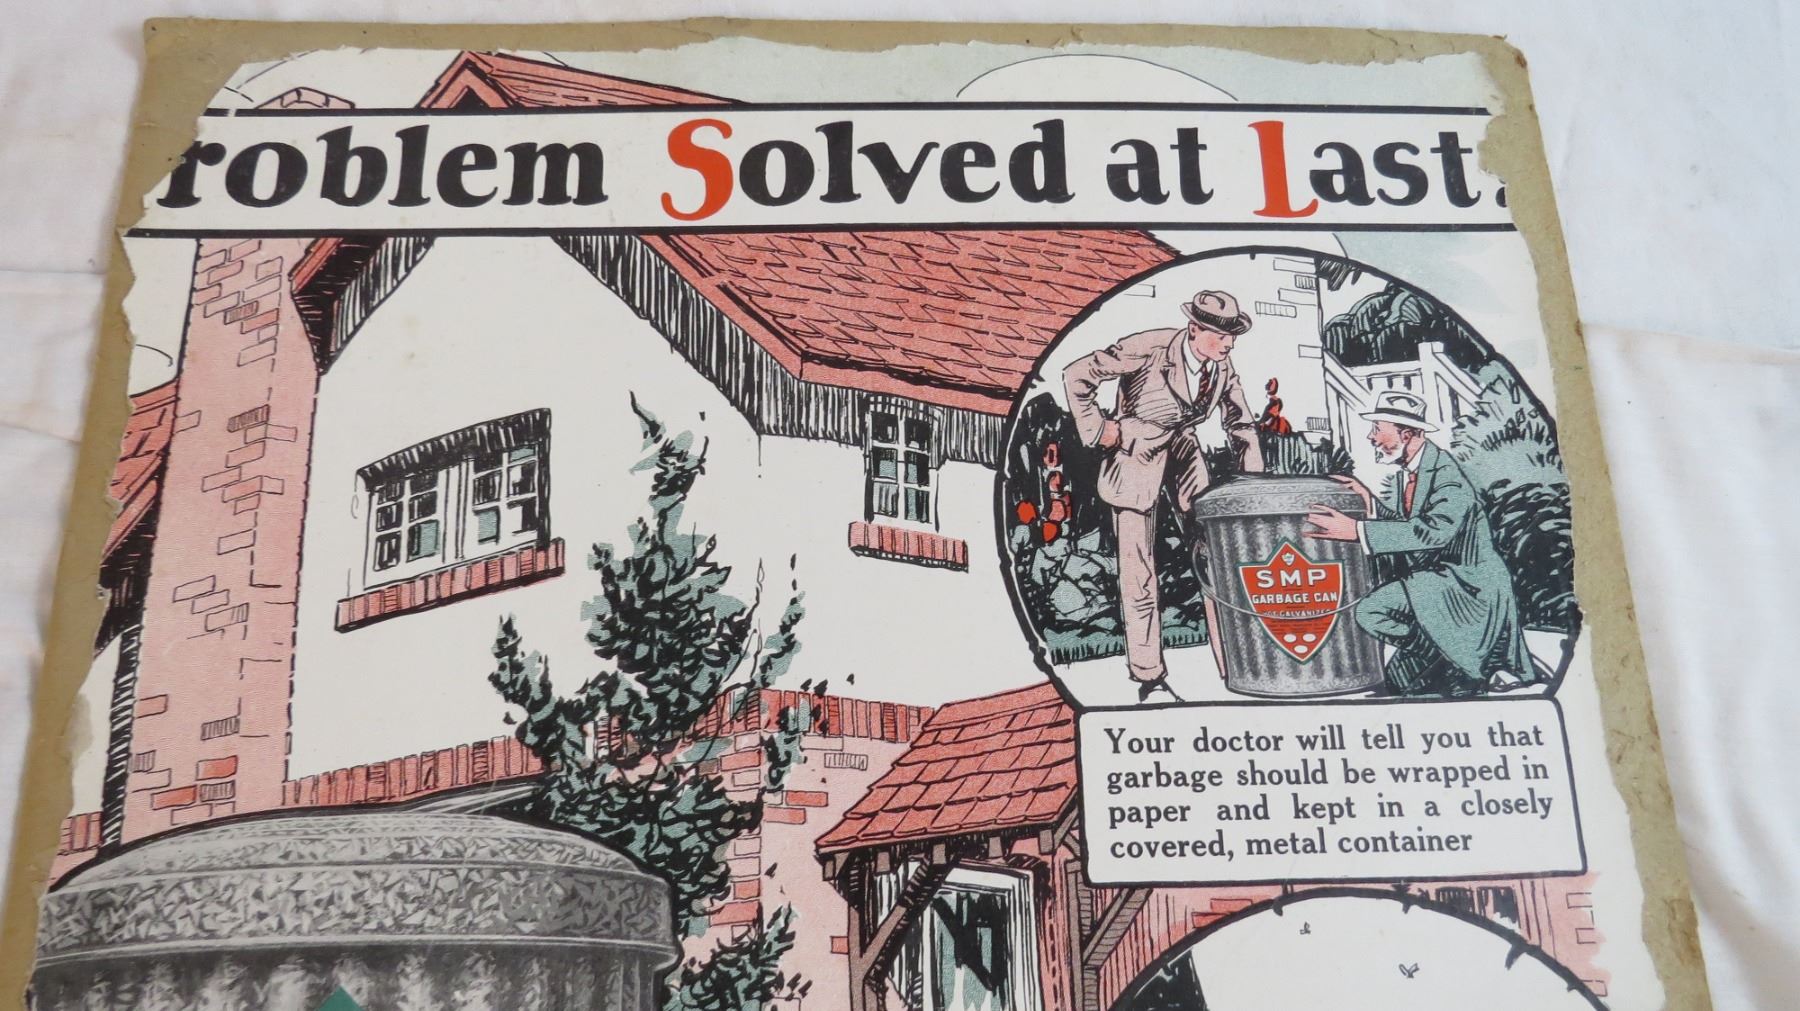 roblem Solved at Last.
SMP
GARBAGE CAN
Your doctor will tell you that
garbage should be wrapped in
paper and kept in a closely
covered, metal container